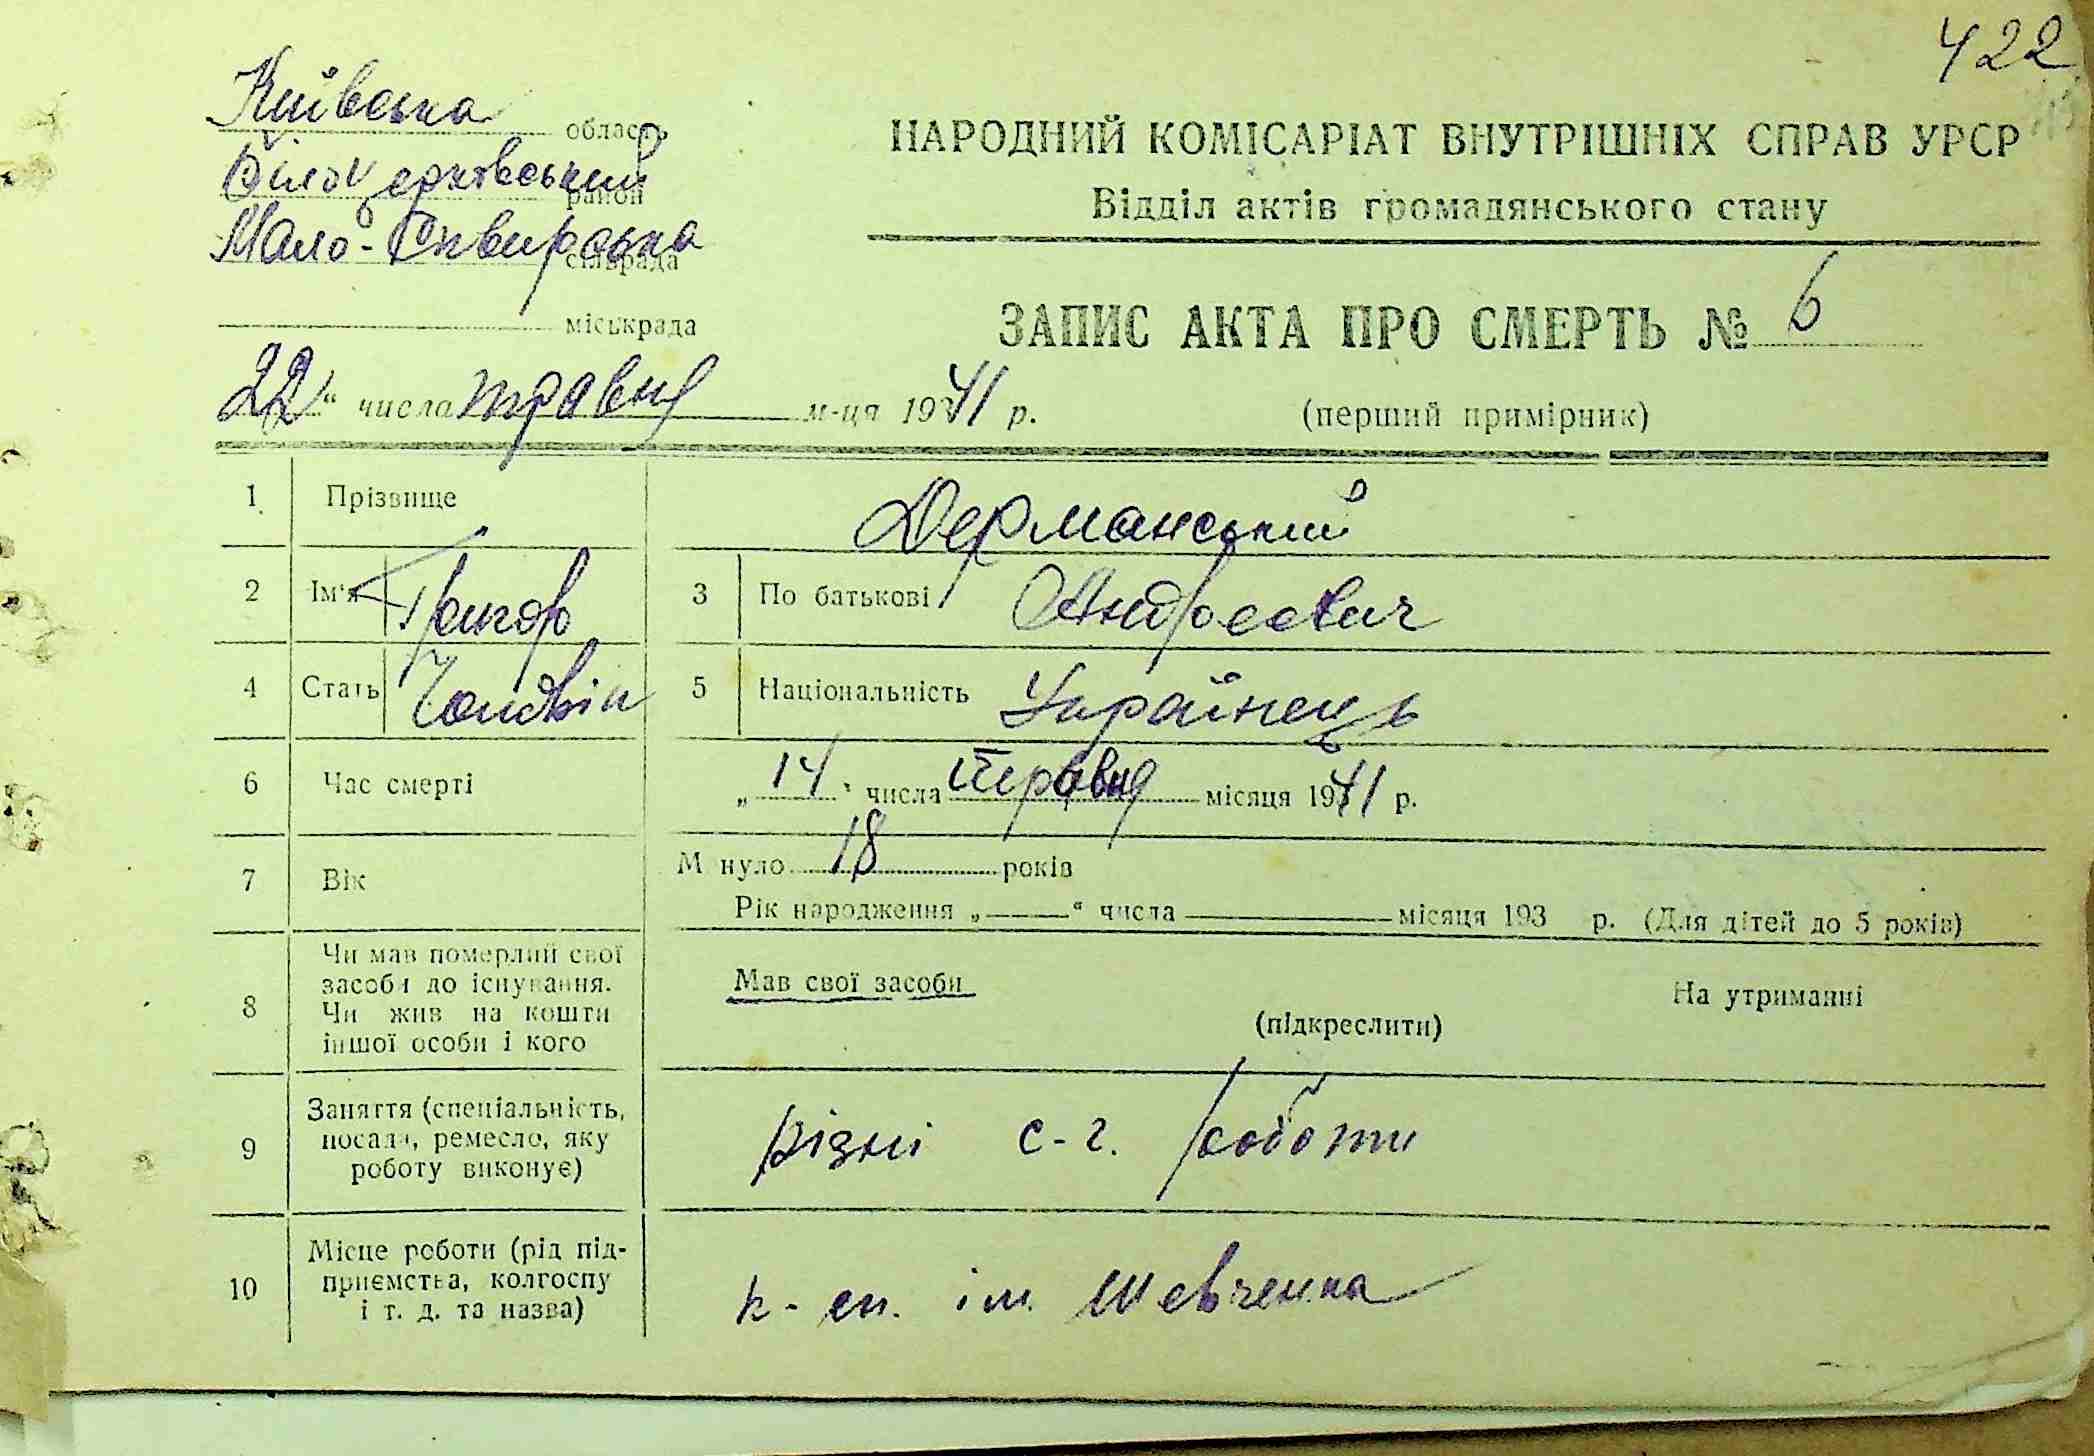 422
Київська область
Білоцерківський район
Мало-Сквирська сільрада
міськрада
НАРОДНИЙ КОМІСАРІАТ ВНУТРІШНІХ СПРАВ УРСР
Відділ актів громадянського стану
ЗАПИС АКТА ПРО СМЕРТЬ № 6
(перший примірник)
22" числа травня м-ця 1941 р.
1 Прізвище Дерманський
2 Ім'я Григор 3 По батькові Андреєвич
4 Стать Чоловік 5 Національність Українець
6 Час смерті „14" числа травня місяця 1941 р.
7 Вік Минуло 18 років
Рік народження „—" числа — місяця 193 р. (Для дітей до 5 років)
8 Чи мав померлий свої
засоби до існування.
Чи жив на кошти
іншої особи і кого
Мав свої засоби На утриманні
(підкреслити)
9 Заняття (спеціальність,
посада, ремесло, яку
роботу виконує)
різні с-г. роботи
10 Місце роботи (рід під-
приємства, колгоспу
і т. д. та назва)
к-сп. ім. Шевченка